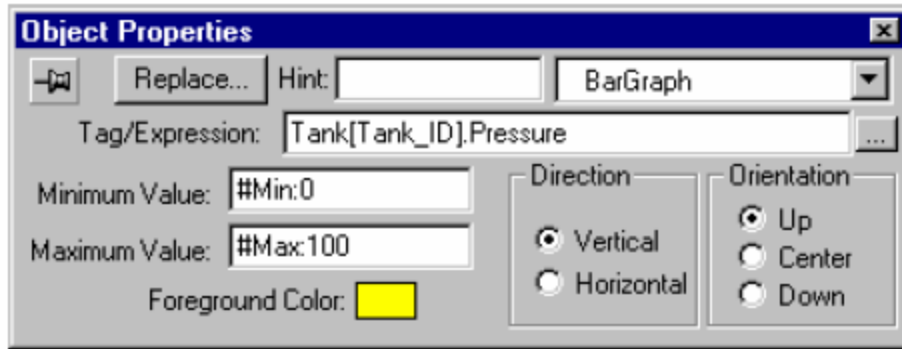 Object Properties
Replace... Hint: BarGraph
Tag/Expression: Tank[Tank_ID].Pressure ...
Minimum Value: #Min:0
Maximum Value: #Max:100
Foreground Color:
Direction
Vertical
Horizontal
Orientation
Up
Center
Down